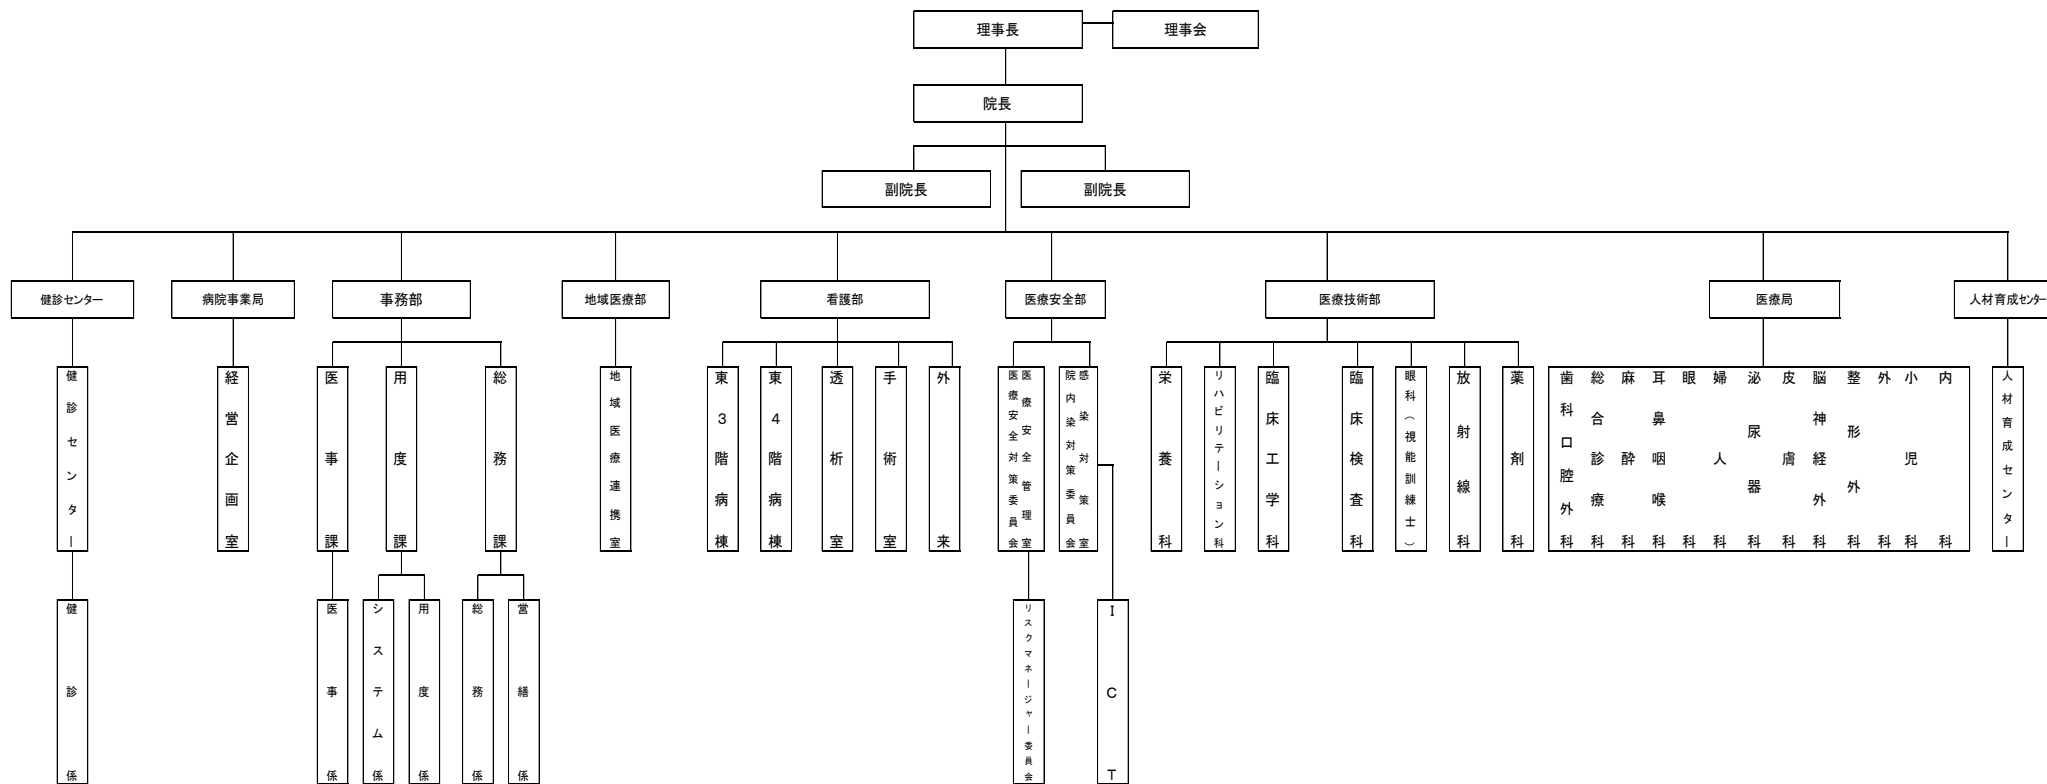 理事長
理事会
院長
副院長
副院長
健診センター
病院事業局
事務部
地域医療部
看護部
医療安全部
医療技術部
医療局
人材育成センター
健診センター
経営企画室
医事課
用度課
総務課
地域医療連携室
東3階病棟
東4階病棟
透析室
手術室
外来
医療安全管理室
医療安全対策委員会
感染対策室
院内染対策委員会
栄養科
リハビリテーション科
臨床工学科
臨床検査科
眼科（視能訓練士）
放射線科
薬剤科
歯科口腔外科
総合診療科
麻酔科
耳鼻咽喉科
眼科
婦人科
泌尿器科
皮膚科
脳神経外科
整形外科
外科
小児科
内科
人材育成センター
健診係
医事係
システム係
用度係
総務係
営繕係
リスクマネージャー委員会
ICT